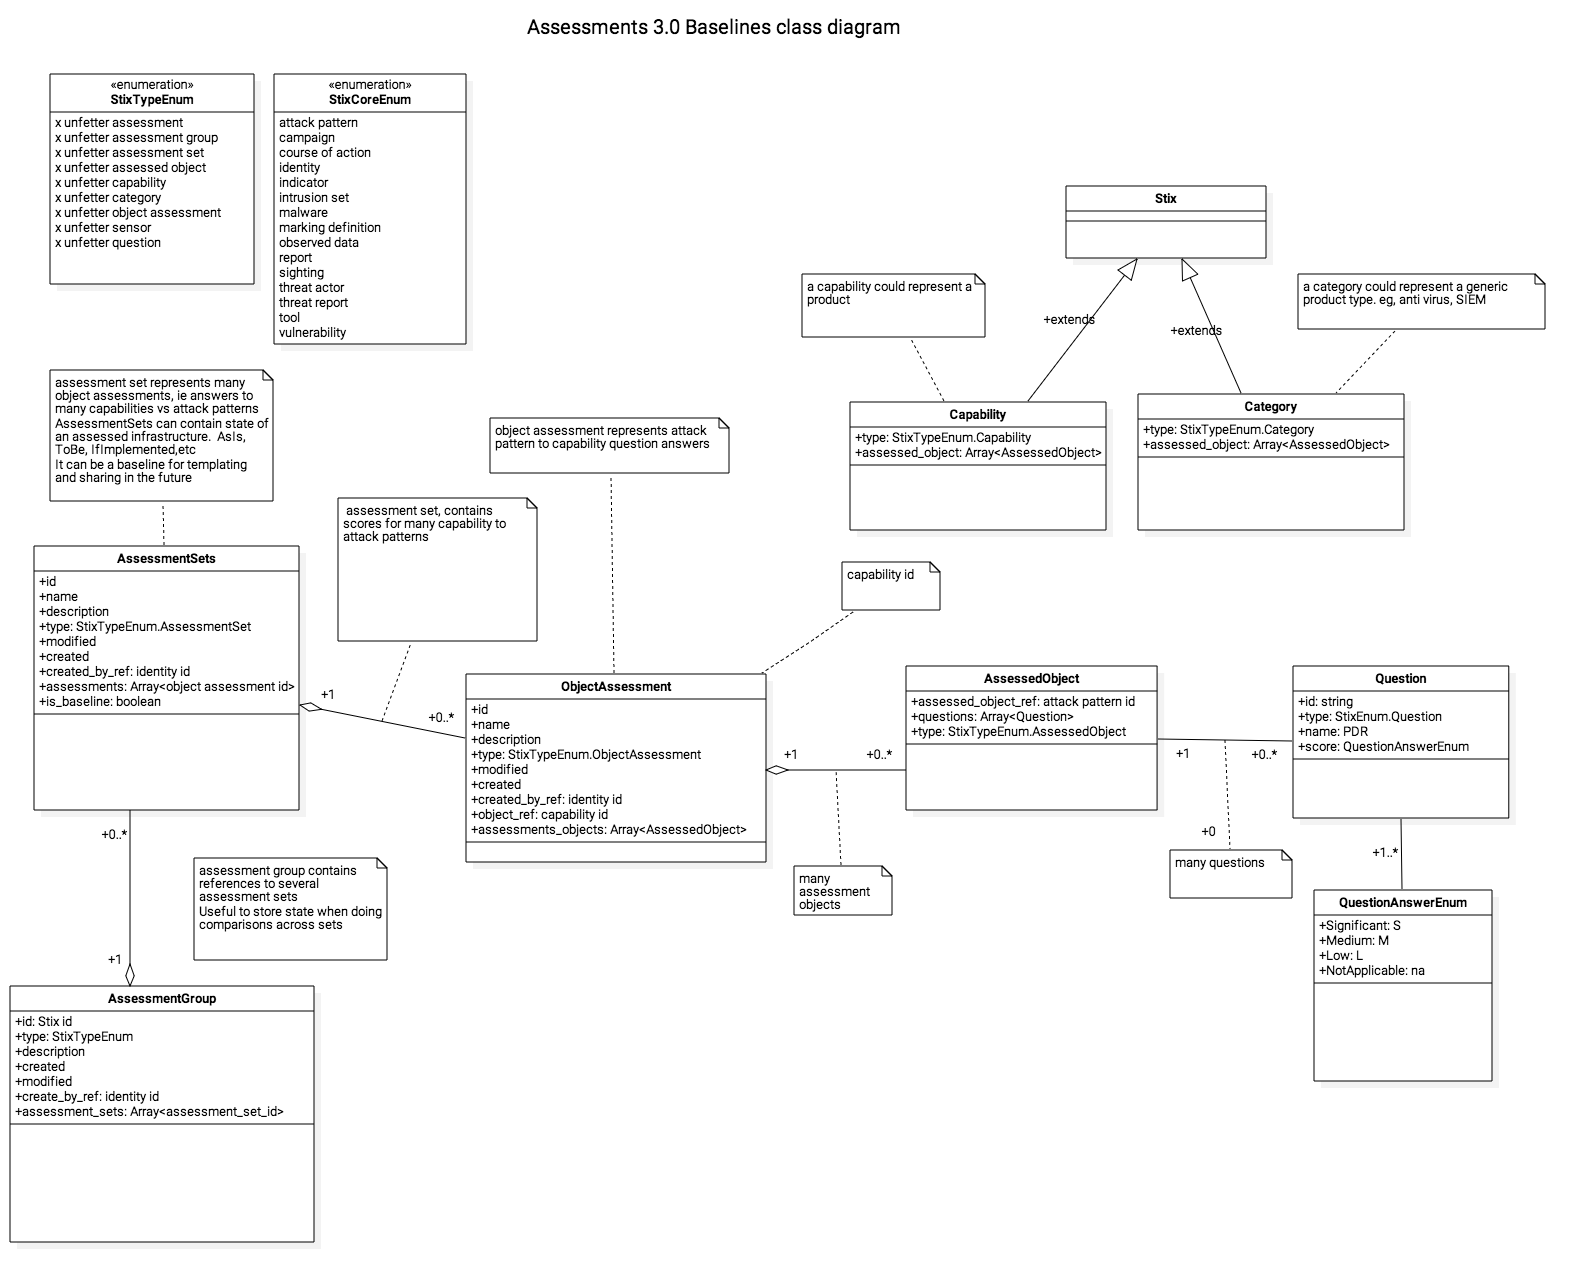 Assessments 3.0 Baselines class diagram
«enumeration»
StixTypeEnum
x unfetter assessment
x unfetter assessment group
x unfetter assessment set
x unfetter assessed object
x unfetter capability
x unfetter category
x unfetter object assessment
x unfetter sensor
x unfetter question
«enumeration»
StixCoreEnum
attack pattern
campaign
course of action
identity
indicator
intrusion set
malware
marking definition
observed data
report
sighting
threat actor
threat report
tool
vulnerability
Stix
a capability could represent a
product
a category could represent a generic
product type. eg, anti virus, SIEM
+extends
+extends
Capability
+type: StixTypeEnum.Capability
+assessed_object: Array<AssessedObject>
Category
+type: StixTypeEnum.Category
+assessed_object: Array<AssessedObject>
assessment set represents many
object assessments, ie answers to
many capabilities vs attack patterns
AssessmentSets can contain state of
an assessed infrastructure.  AsIs,
ToBe, IfImplemented,etc
It can be a baseline for templating
and sharing in the future
object assessment represents attack
pattern to capability question answers
assessment set, contains
scores for many capability to
attack patterns
capability id
AssessmentSets
+id
+name
+description
+type: StixTypeEnum.AssessmentSet
+modified
+created
+created_by_ref: identity id
+assessments: Array<object assessment id>
+is_baseline: boolean
+1
+0..*
ObjectAssessment
+id
+name
+description
+type: StixTypeEnum.ObjectAssessment
+modified
+created
+created_by_ref: identity id
+object_ref: capability id
+assessments_objects: Array<AssessedObject>
+1
+0..*
AssessedObject
+assessed_object_ref: attack pattern id
+questions: Array<Question>
+type: StixTypeEnum.AssessedObject
+1
+0..*
+0
Question
+id: string
+type: StixEnum.Question
+name: PDR
+score: QuestionAnswerEnum
many
assessment
objects
many questions
+1..*
QuestionAnswerEnum
+Significant: S
+Medium: M
+Low: L
+NotApplicable: na
+0..*
assessment group contains
references to several
assessment sets
Useful to store state when doing
comparisons across sets
+1
AssessmentGroup
+id: Stix id
+type: StixTypeEnum
+description
+created
+modified
+create_by_ref: identity id
+assessment_sets: Array<assessment_set_id>